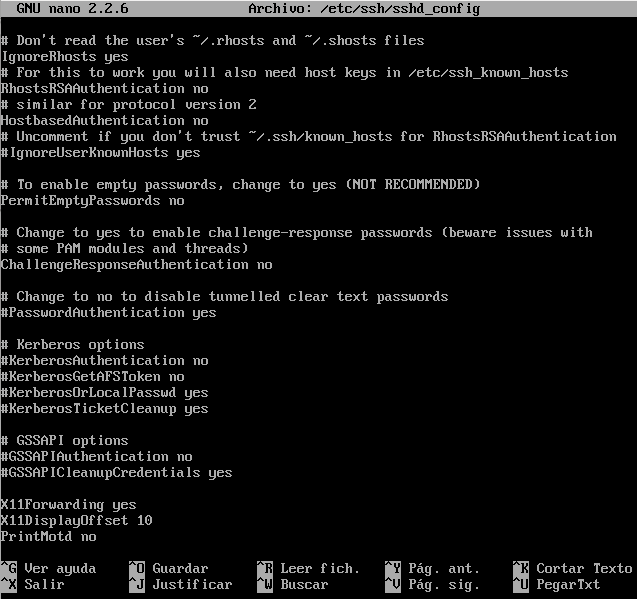 GNU nano 2.2.6 Archivo: /etc/ssh/sshd_config
# Don't read the user's ~/.rhosts and ~/.shosts files
IgnoreRhosts yes
# For this to work you will also need host keys in /etc/ssh_known_hosts
RhostsRSAAuthentication no
# similar for protocol version 2
HostbasedAuthentication no
# Uncomment if you don't trust ~/.ssh/known_hosts for RhostsRSAAuthentication
#IgnoreUserKnownHosts yes
# To enable empty passwords, change to yes (NOT RECOMMENDED)
PermitEmptyPasswords no
# Change to yes to enable challenge-response passwords (beware issues with
# some PAM modules and threads)
ChallengeResponseAuthentication no
# Change to no to disable tunnelled clear text passwords
#PasswordAuthentication yes
# Kerberos options
#KerberosAuthentication no
#KerberosGetAFSToken no
#KerberosOrLocalPasswd yes
#KerberosTicketCleanup yes
# GSSAPI options
#GSSAPIAuthentication no
#GSSAPICleanupCredentials yes
X11Forwarding yes
X11DisplayOffset 10
PrintMotd no
^G Ver ayuda ^O Guardar ^R Leer fich. ^Y Pág. ant. ^K Cortar Texto
^X Salir ^J Justificar ^W Buscar ^V Pág. sig. ^U PegarTxt